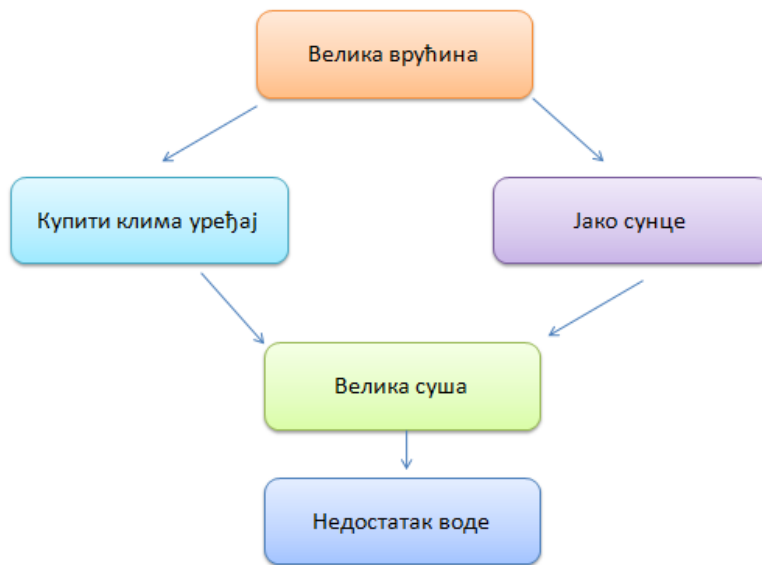 Велика врућина
Купити клима уређај
Јако сунце
Велика суша
Недостатак воде